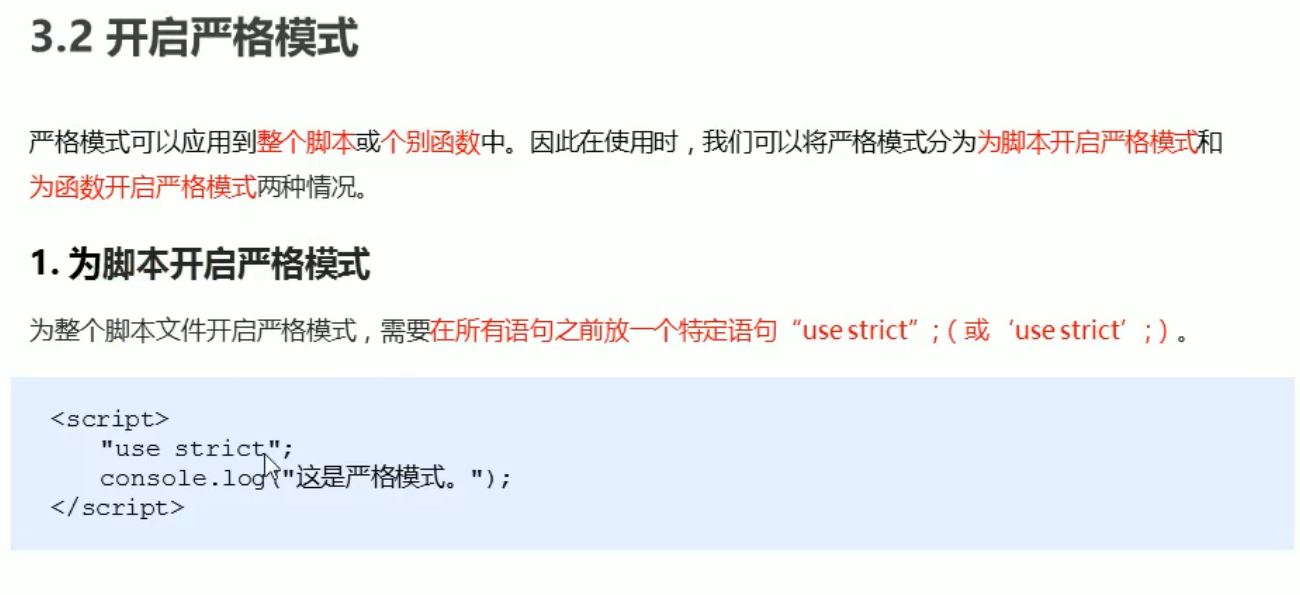 3.2 开启严格模式
严格模式可以应用到整个脚本或个别函数中。因此在使用时，我们可以将严格模式分为为脚本开启严格模式和
为函数开启严格模式两种情况。
1. 为脚本开启严格模式
为整个脚本文件开启严格模式，需要在所有语句之前放一个特定语句“use strict”;（或‘use strict’;）。
<script>
"use strict";
console.log("这是严格模式。");
</script>